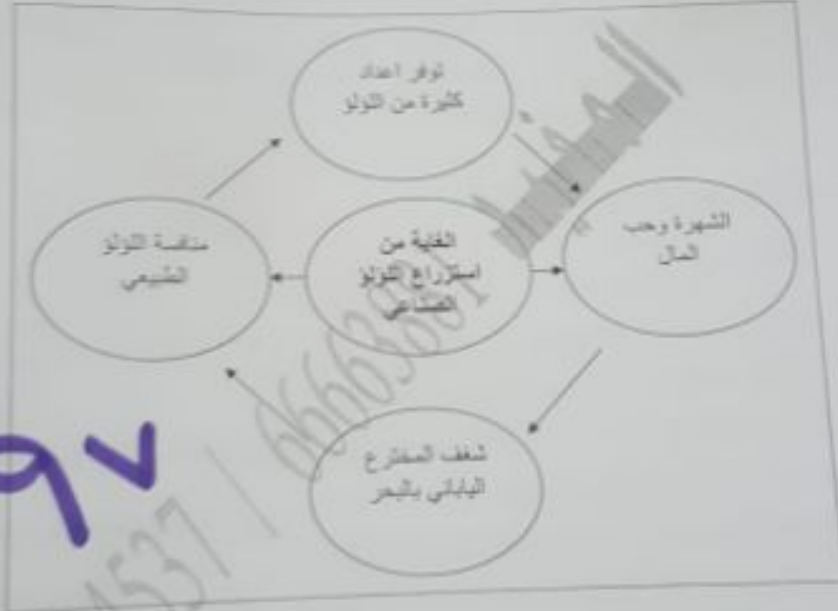 توفر اعداد
كثيرة من اللؤلؤ
الشهرة وحب
المال
الغاية من
استزراع اللؤلؤ
الصناعي
منافسة اللؤلؤ
الطبيعي
شغف المخترع
الياباني بالبحر
97